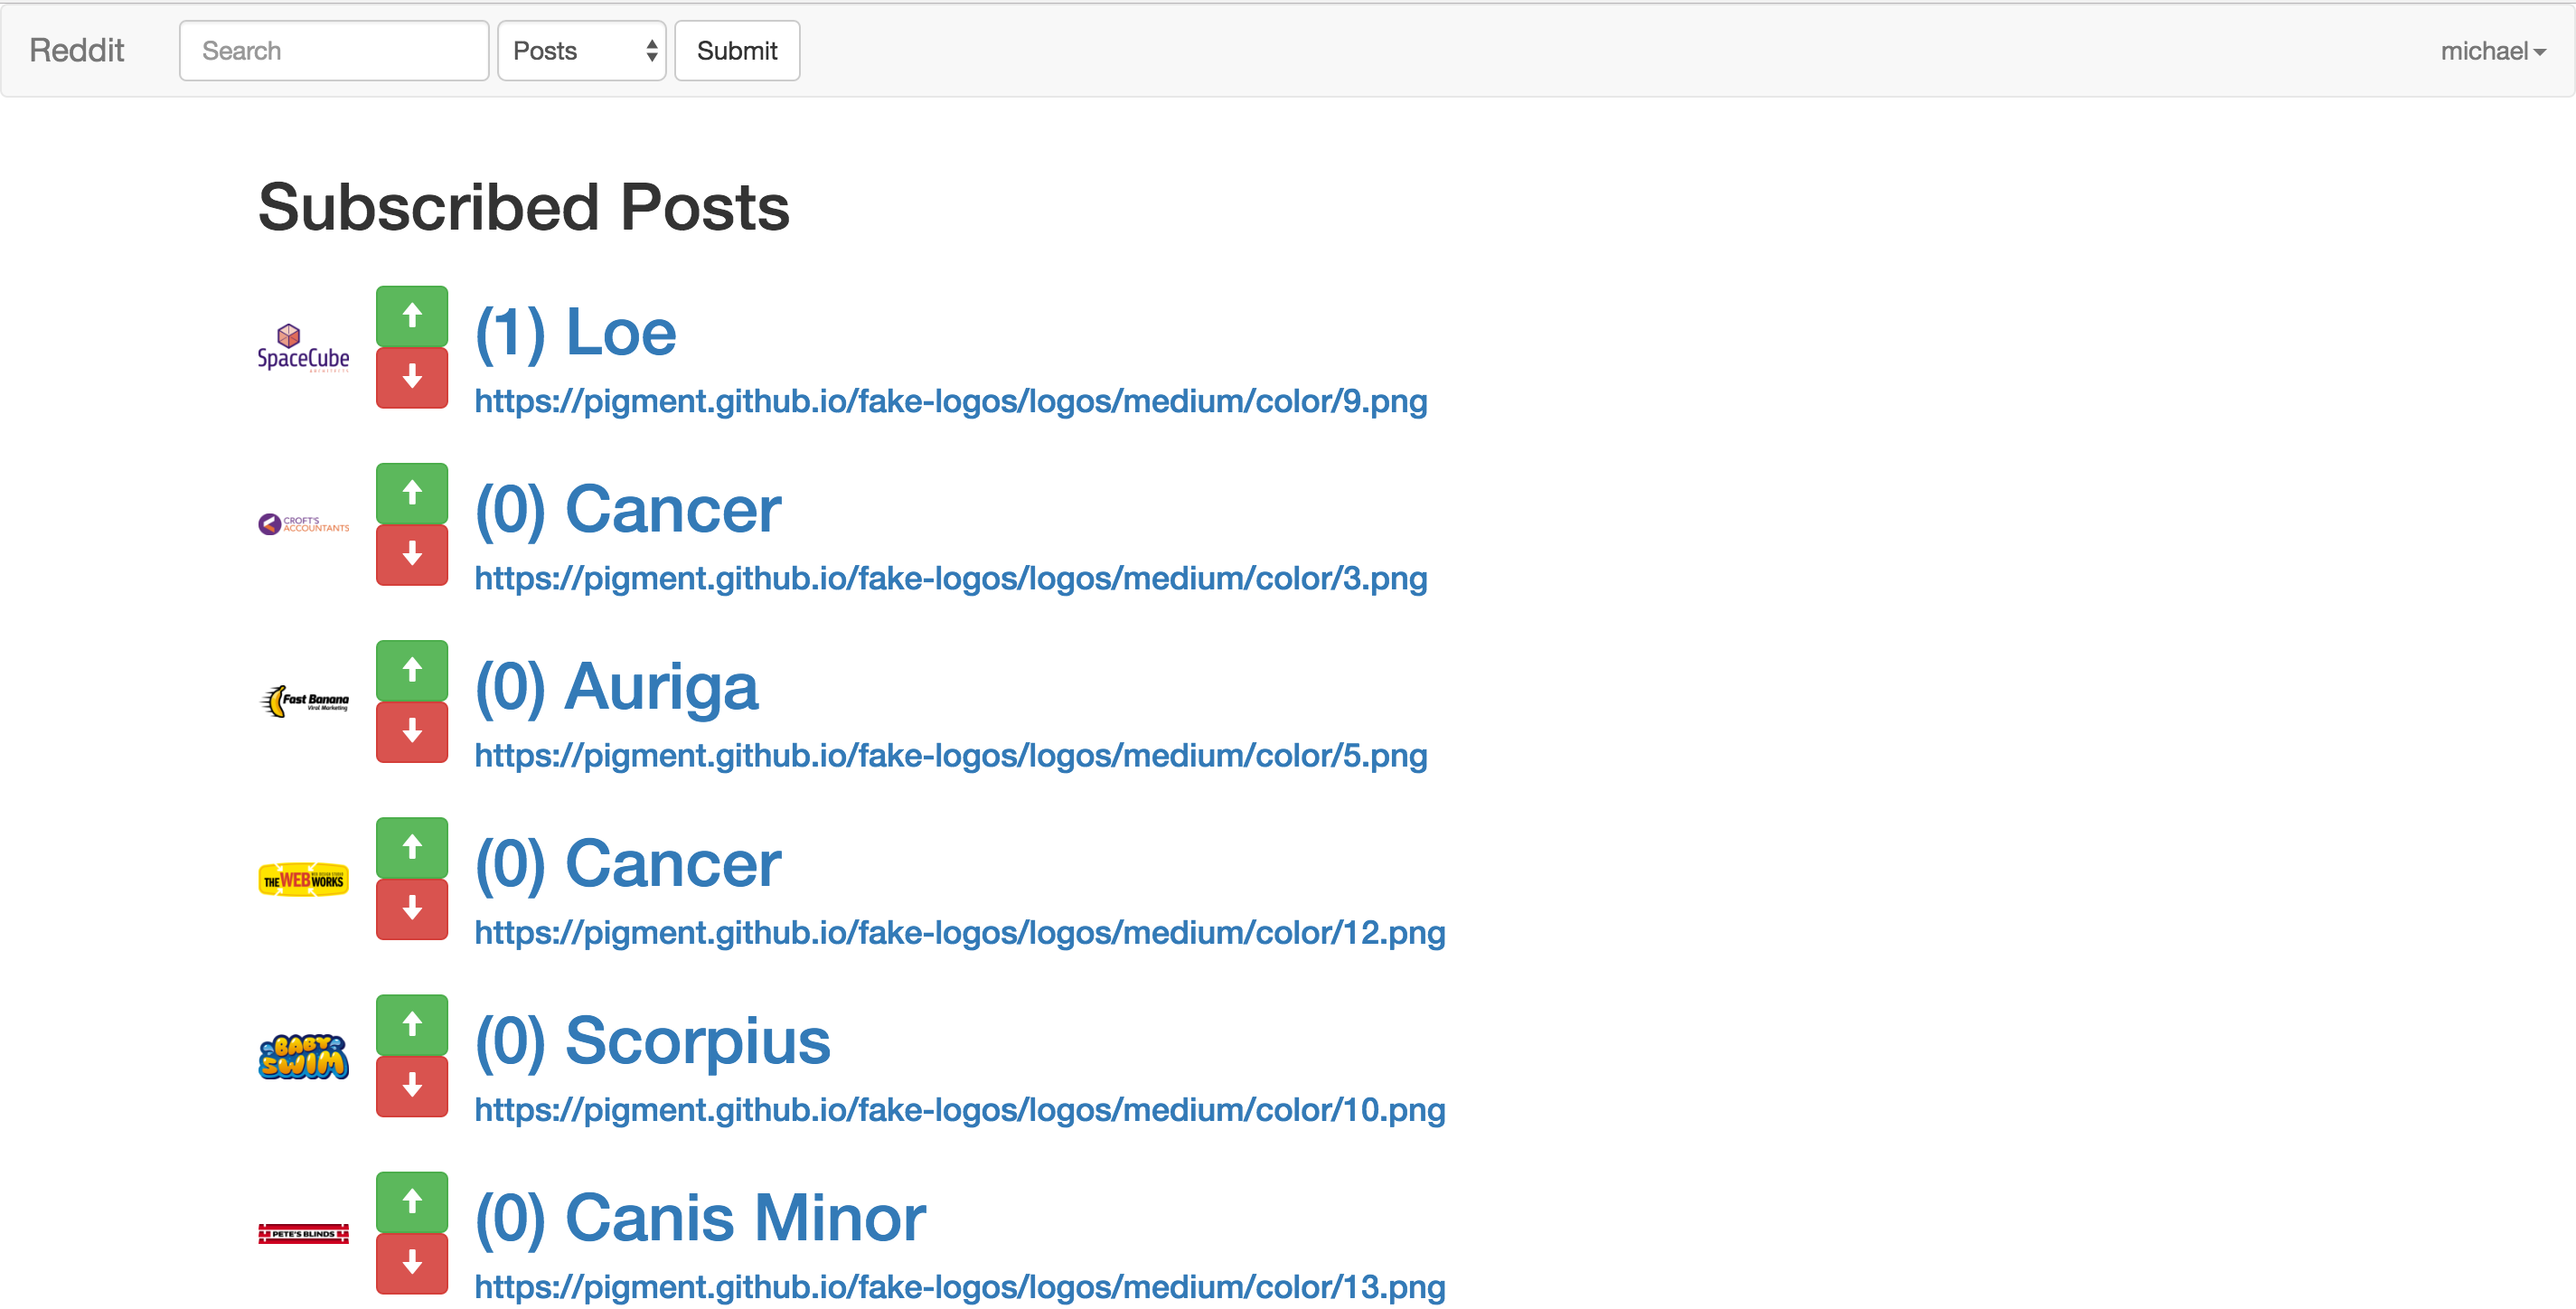 Reddit Search Posts Submit michael
Subscribed Posts
SpaceCube
ARCHITECTS
(1) Loe
https://pigment.github.io/fake-logos/logos/medium/color/9.png
CROFT'S
ACCOUNTANTS
(0) Cancer
https://pigment.github.io/fake-logos/logos/medium/color/3.png
Fast Banana
Viral Marketing
(0) Auriga
https://pigment.github.io/fake-logos/logos/medium/color/5.png
THE WEB WORKS
(0) Cancer
https://pigment.github.io/fake-logos/logos/medium/color/12.png
BABY
SWIM
(0) Scorpius
https://pigment.github.io/fake-logos/logos/medium/color/10.png
PETE'S BLINDS
(0) Canis Minor
https://pigment.github.io/fake-logos/logos/medium/color/13.png